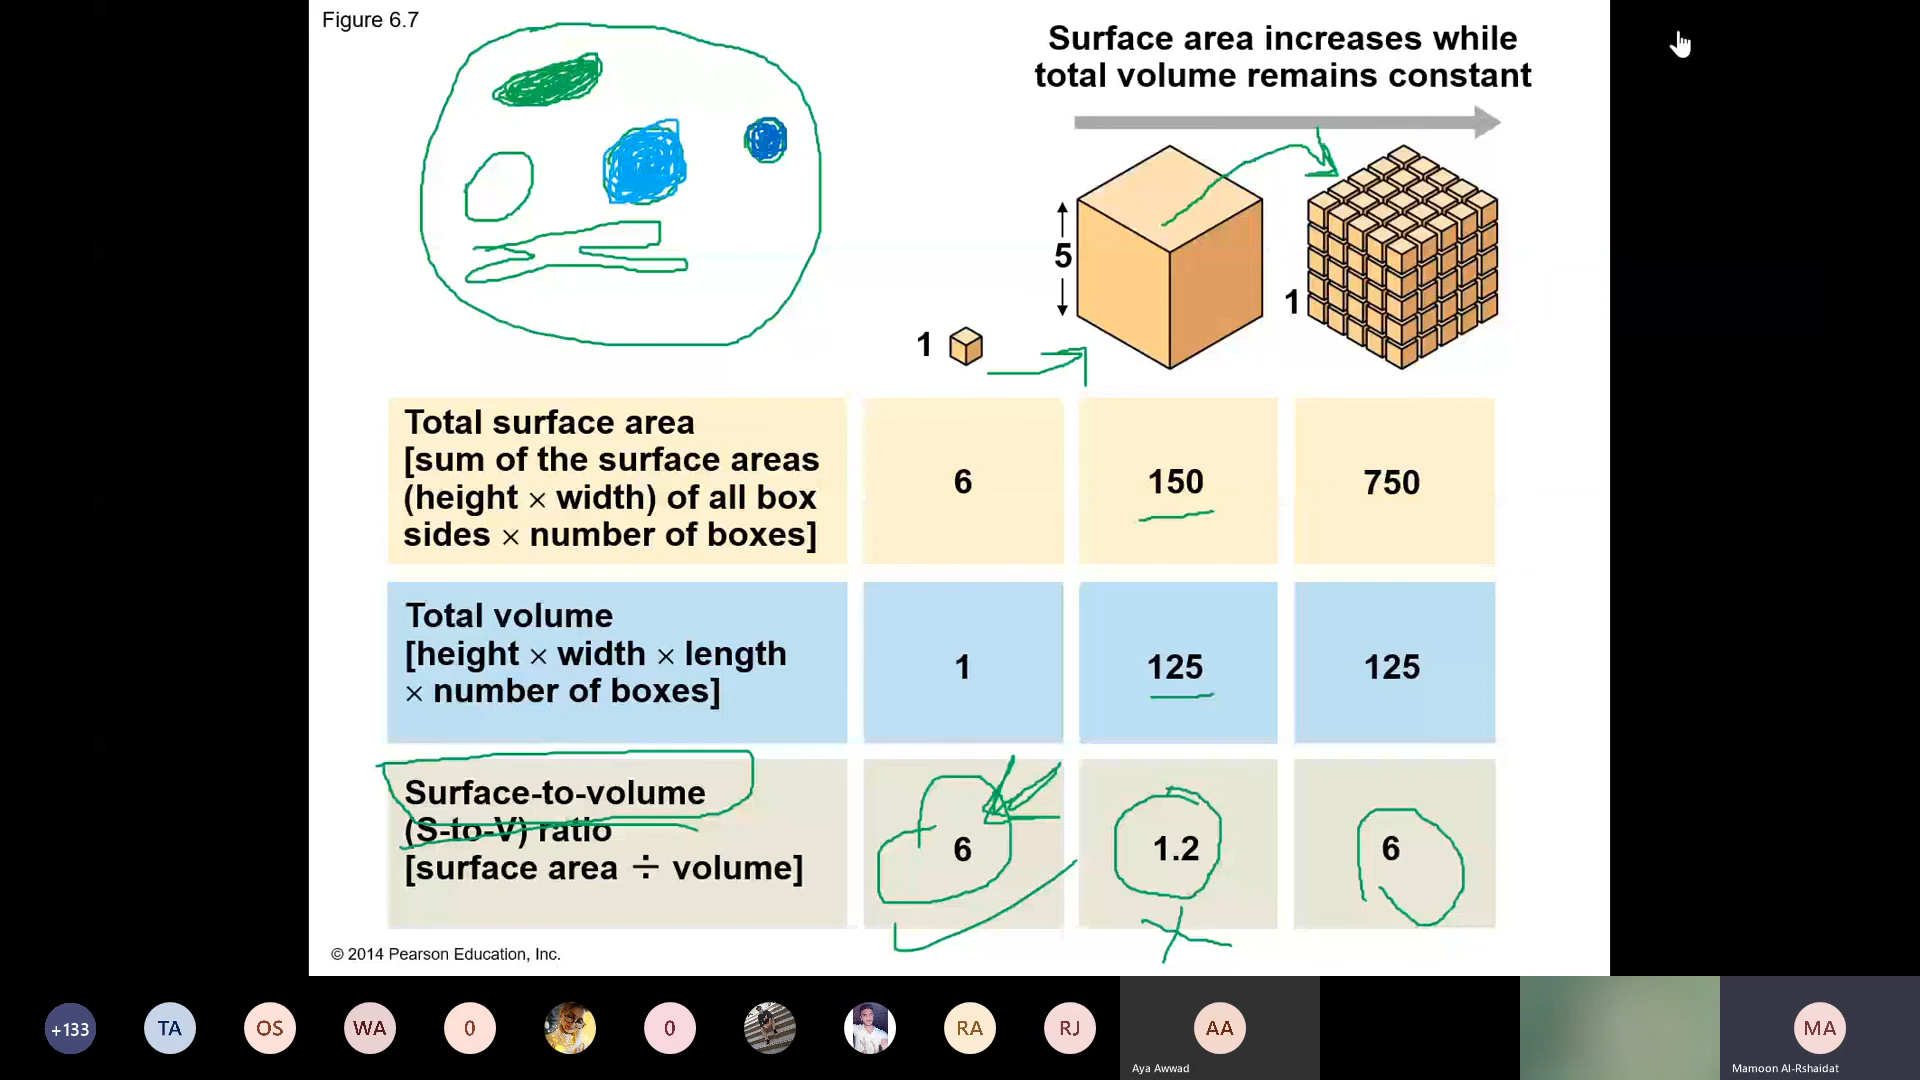 Figure 6.7
Surface area increases while
total volume remains constant
5
1
1
Total surface area
[sum of the surface areas
(height × width) of all box
sides × number of boxes]
6
150
750
Total volume
[height × width × length
× number of boxes]
1
125
125
Surface-to-volume
(S-to-V) ratio
[surface area ÷ volume]
6
1.2
6
© 2014 Pearson Education, Inc.
+133
TA
OS
WA
0
0
RA
RJ
AA
MA
Aya Awwad
Mamoon Al-Rshaidat